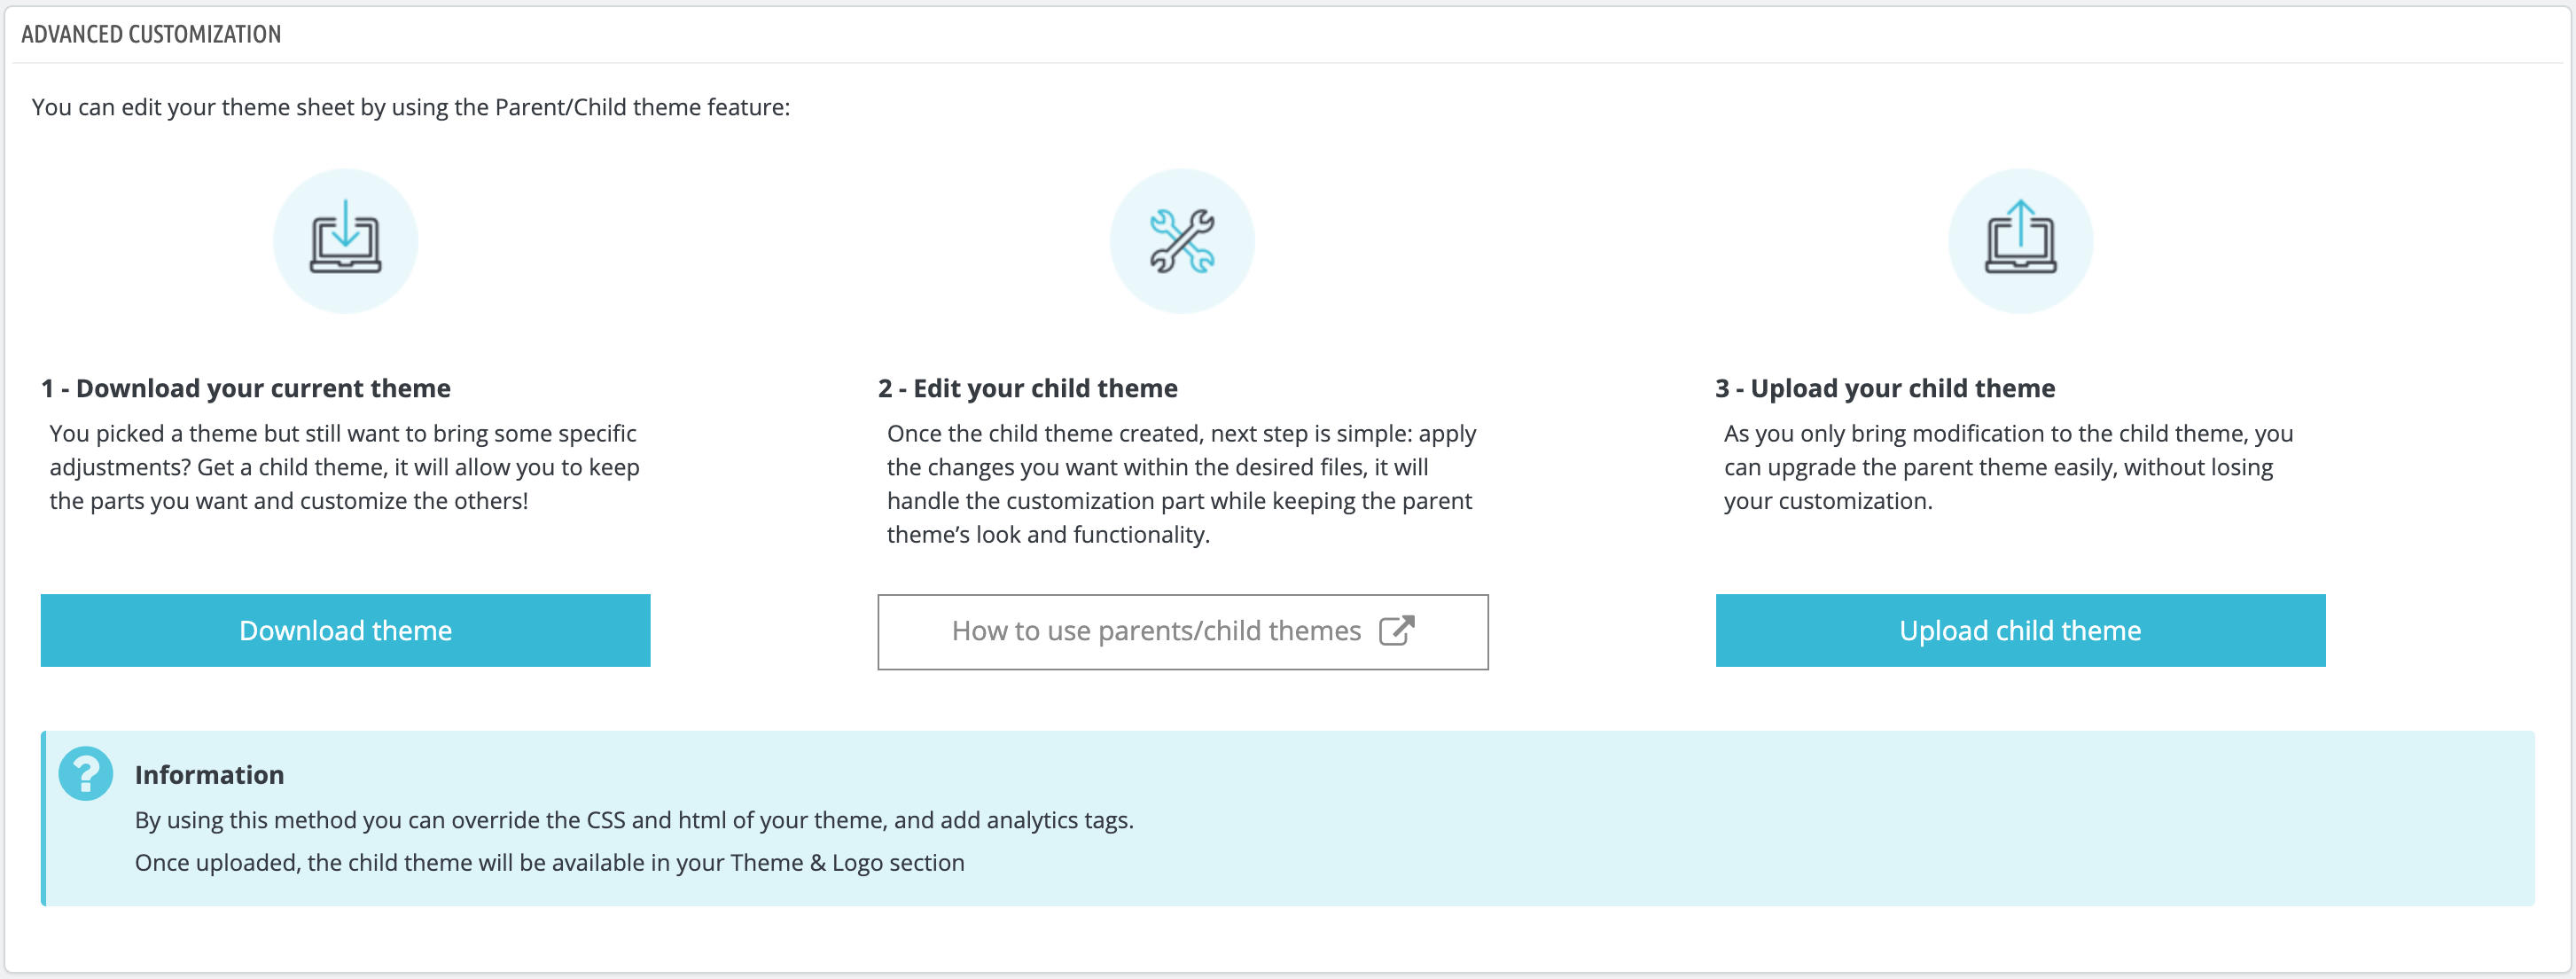 ADVANCED CUSTOMIZATION
You can edit your theme sheet by using the Parent/Child theme feature:
1 - Download your current theme
You picked a theme but still want to bring some specific
adjustments? Get a child theme, it will allow you to keep
the parts you want and customize the others!
Download theme
2 - Edit your child theme
Once the child theme created, next step is simple: apply
the changes you want within the desired files, it will
handle the customization part while keeping the parent
theme’s look and functionality.
How to use parents/child themes
3 - Upload your child theme
As you only bring modification to the child theme, you
can upgrade the parent theme easily, without losing
your customization.
Upload child theme
Information
By using this method you can override the CSS and html of your theme, and add analytics tags.
Once uploaded, the child theme will be available in your Theme & Logo section